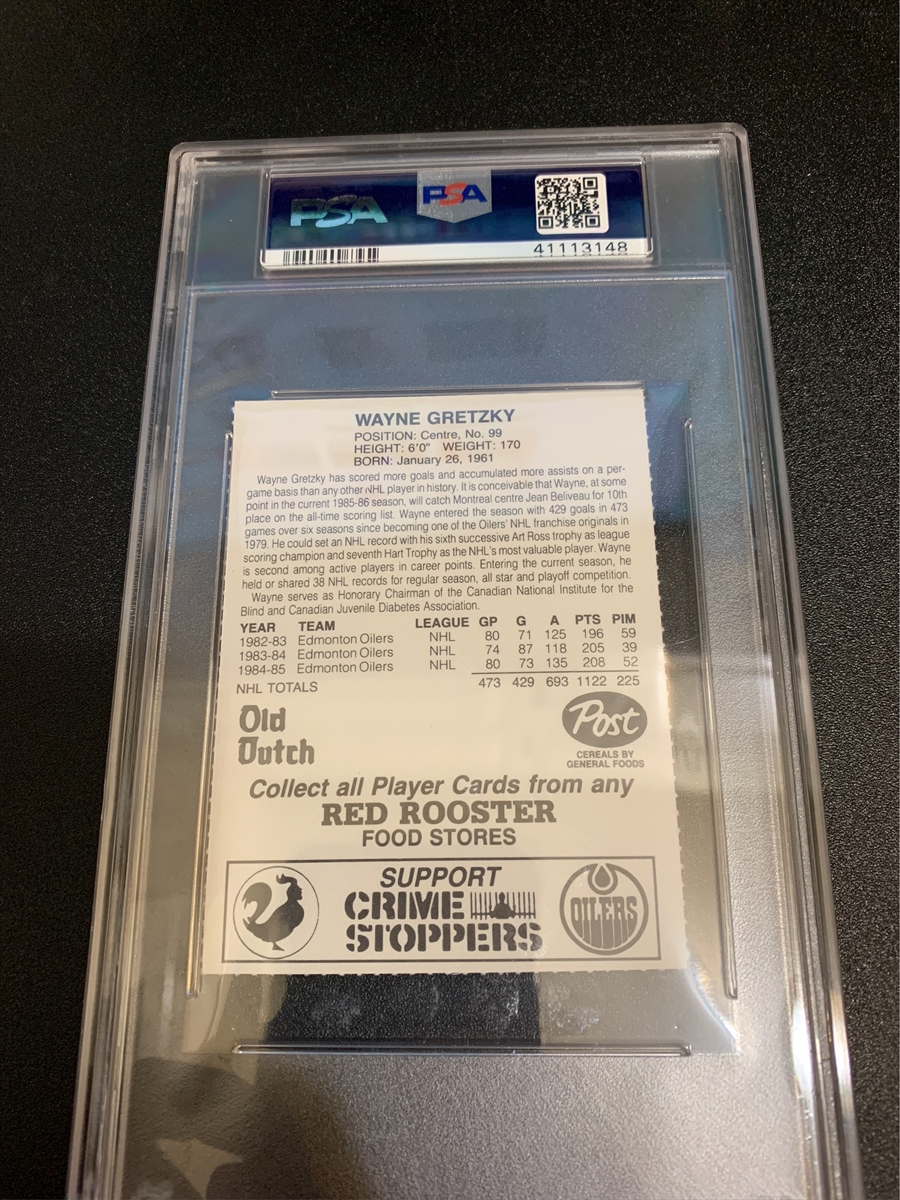 PSA PSA
41113148
WAYNE GRETZKY
POSITION: Centre, No. 99
HEIGHT: 6'0" WEIGHT: 170
BORN: January 26, 1961
Wayne Gretzky has scored more goals and accumulated more assists on a per-
game basis than any other NHL player in history. It is conceivable that Wayne, at some
point in the current 1985-86 season, will catch Montreal centre Jean Beliveau for 10th
place on the all-time scoring list. Wayne entered the season with 429 goals in 473
games over six seasons since becoming one of the Oilers' NHL franchise originals in
1979. He could set an NHL record with his sixth successive Art Ross trophy as league
scoring champion and seventh Hart Trophy as the NHL's most valuable player. Wayne
is second among active players in career points. Entering the current season, he
held or shared 38 NHL records for regular season, all star and playoff competition.
Wayne serves as Honorary Chairman of the Canadian National Institute for the
Blind and Canadian Juvenile Diabetes Association.
YEAR TEAM LEAGUE GP G A PTS PIM
1982-83 Edmonton Oilers NHL 80 71 125 196 59
1983-84 Edmonton Oilers NHL 74 87 118 205 39
1984-85 Edmonton Oilers NHL 80 73 135 208 52
NHL TOTALS 473 429 693 1122 225
Old
Dutch
Post
CEREALS BY
GENERAL FOODS
Collect all Player Cards from any
RED ROOSTER
FOOD STORES
SUPPORT
CRIME
STOPPERS
OILERS